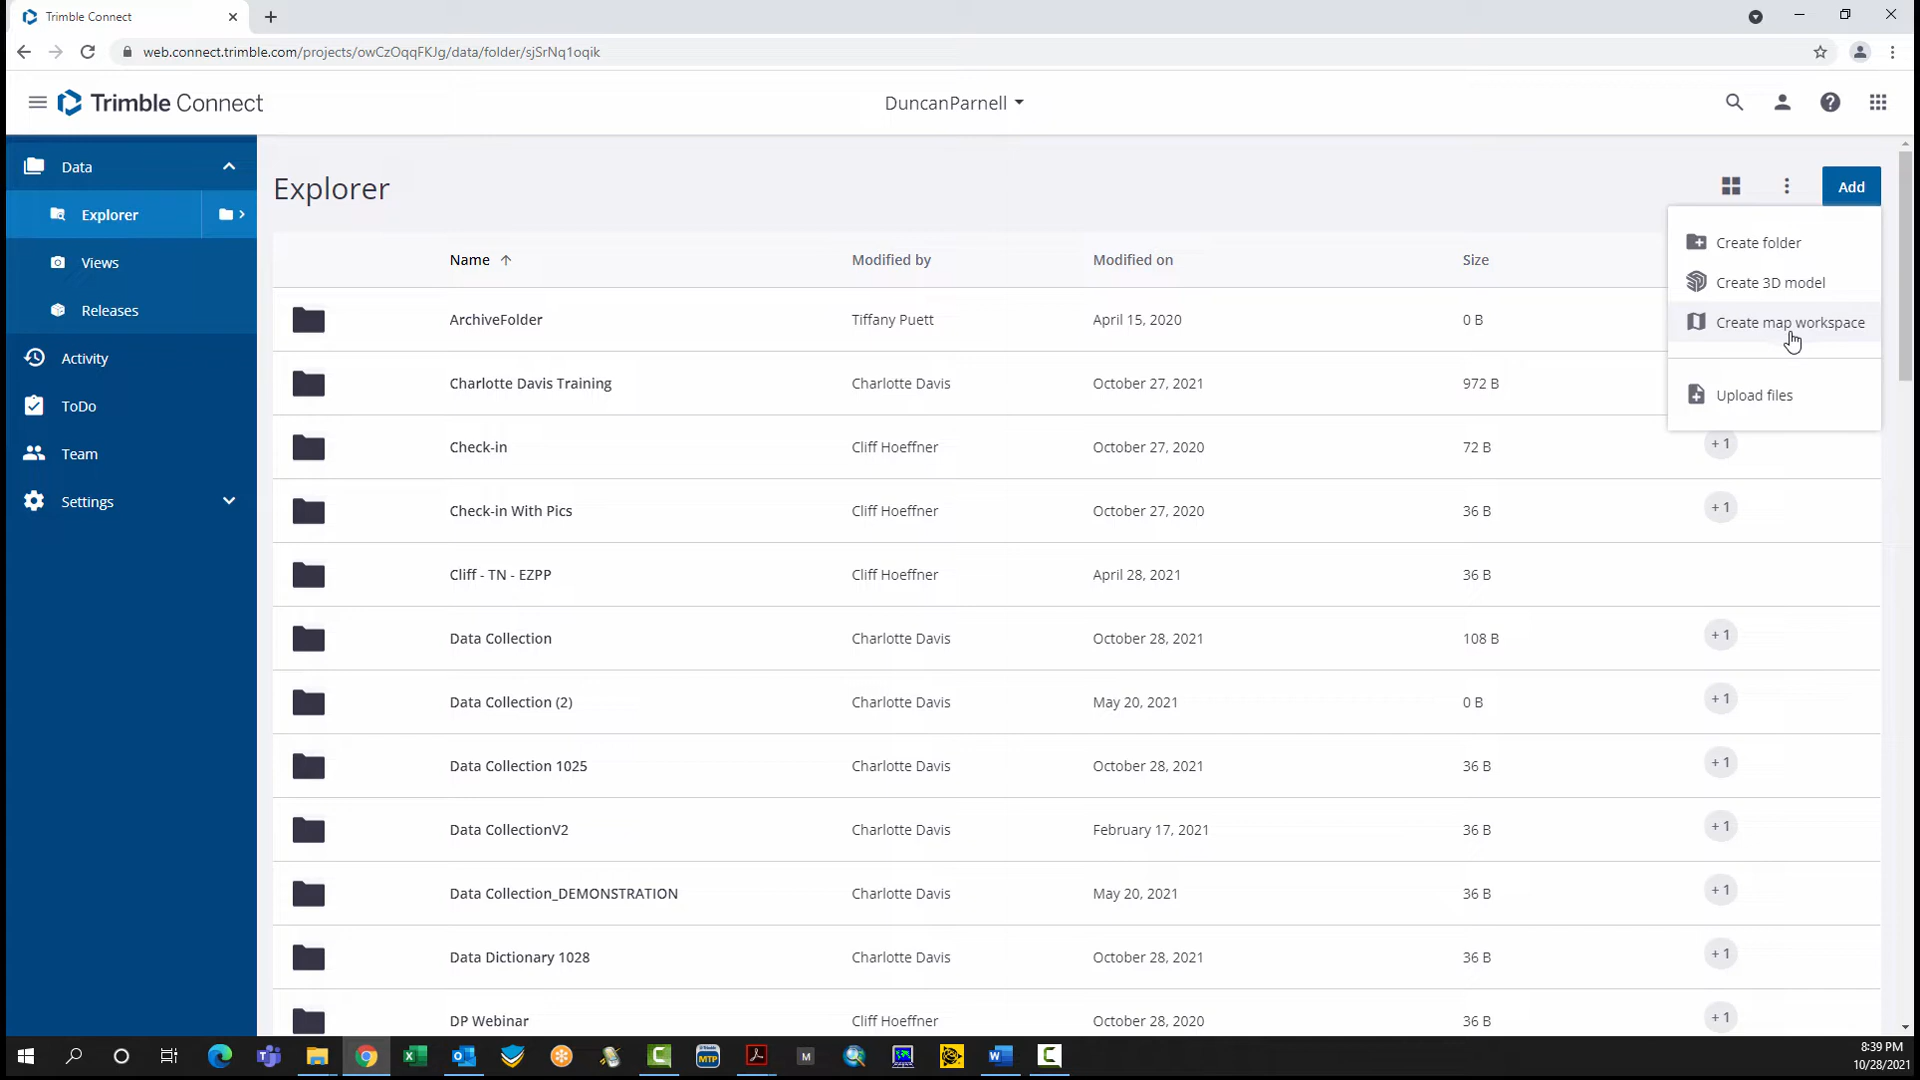 Trimble Connect
web.connect.trimble.com/projects/owCzOqqFKJg/data/folder/sjSrNq1oqik
Trimble Connect
DuncanParnell
Data
Explorer
Views
Releases
Activity
ToDo
Team
Settings
Explorer
Add
Create folder
Create 3D model
Create map workspace
Upload files
Name Modified by Modified on Size
ArchiveFolder Tiffany Puett April 15, 2020 0 B
Charlotte Davis Training Charlotte Davis October 27, 2021 972 B
Check-in Cliff Hoeffner October 27, 2020 72 B + 1
Check-in With Pics Cliff Hoeffner October 27, 2020 36 B + 1
Cliff - TN - EZPP Cliff Hoeffner April 28, 2021 36 B
Data Collection Charlotte Davis October 28, 2021 108 B + 1
Data Collection (2) Charlotte Davis May 20, 2021 0 B + 1
Data Collection 1025 Charlotte Davis October 28, 2021 36 B + 1
Data CollectionV2 Charlotte Davis February 17, 2021 36 B + 1
Data Collection_DEMONSTRATION Charlotte Davis May 20, 2021 36 B + 1
Data Dictionary 1028 Charlotte Davis October 28, 2021 36 B + 1
DP Webinar Cliff Hoeffner October 28, 2020 36 B + 1
MTP
M
8:39 PM
10/28/2021